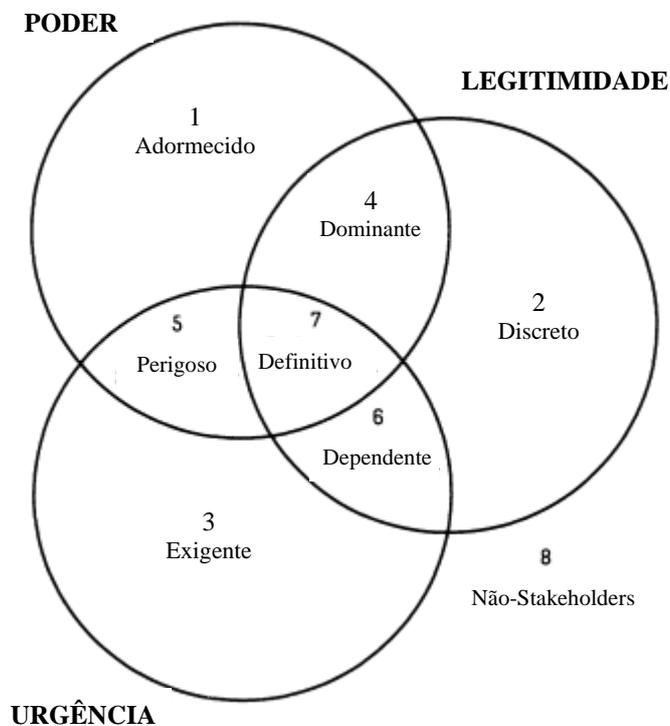 PODER
LEGITIMIDADE
1
Adormecido
4
Dominante
2
Discreto
5
Perigoso
7
Definitivo
6
Dependente
3
Exigente
8
Não-Stakeholders
URGÊNCIA